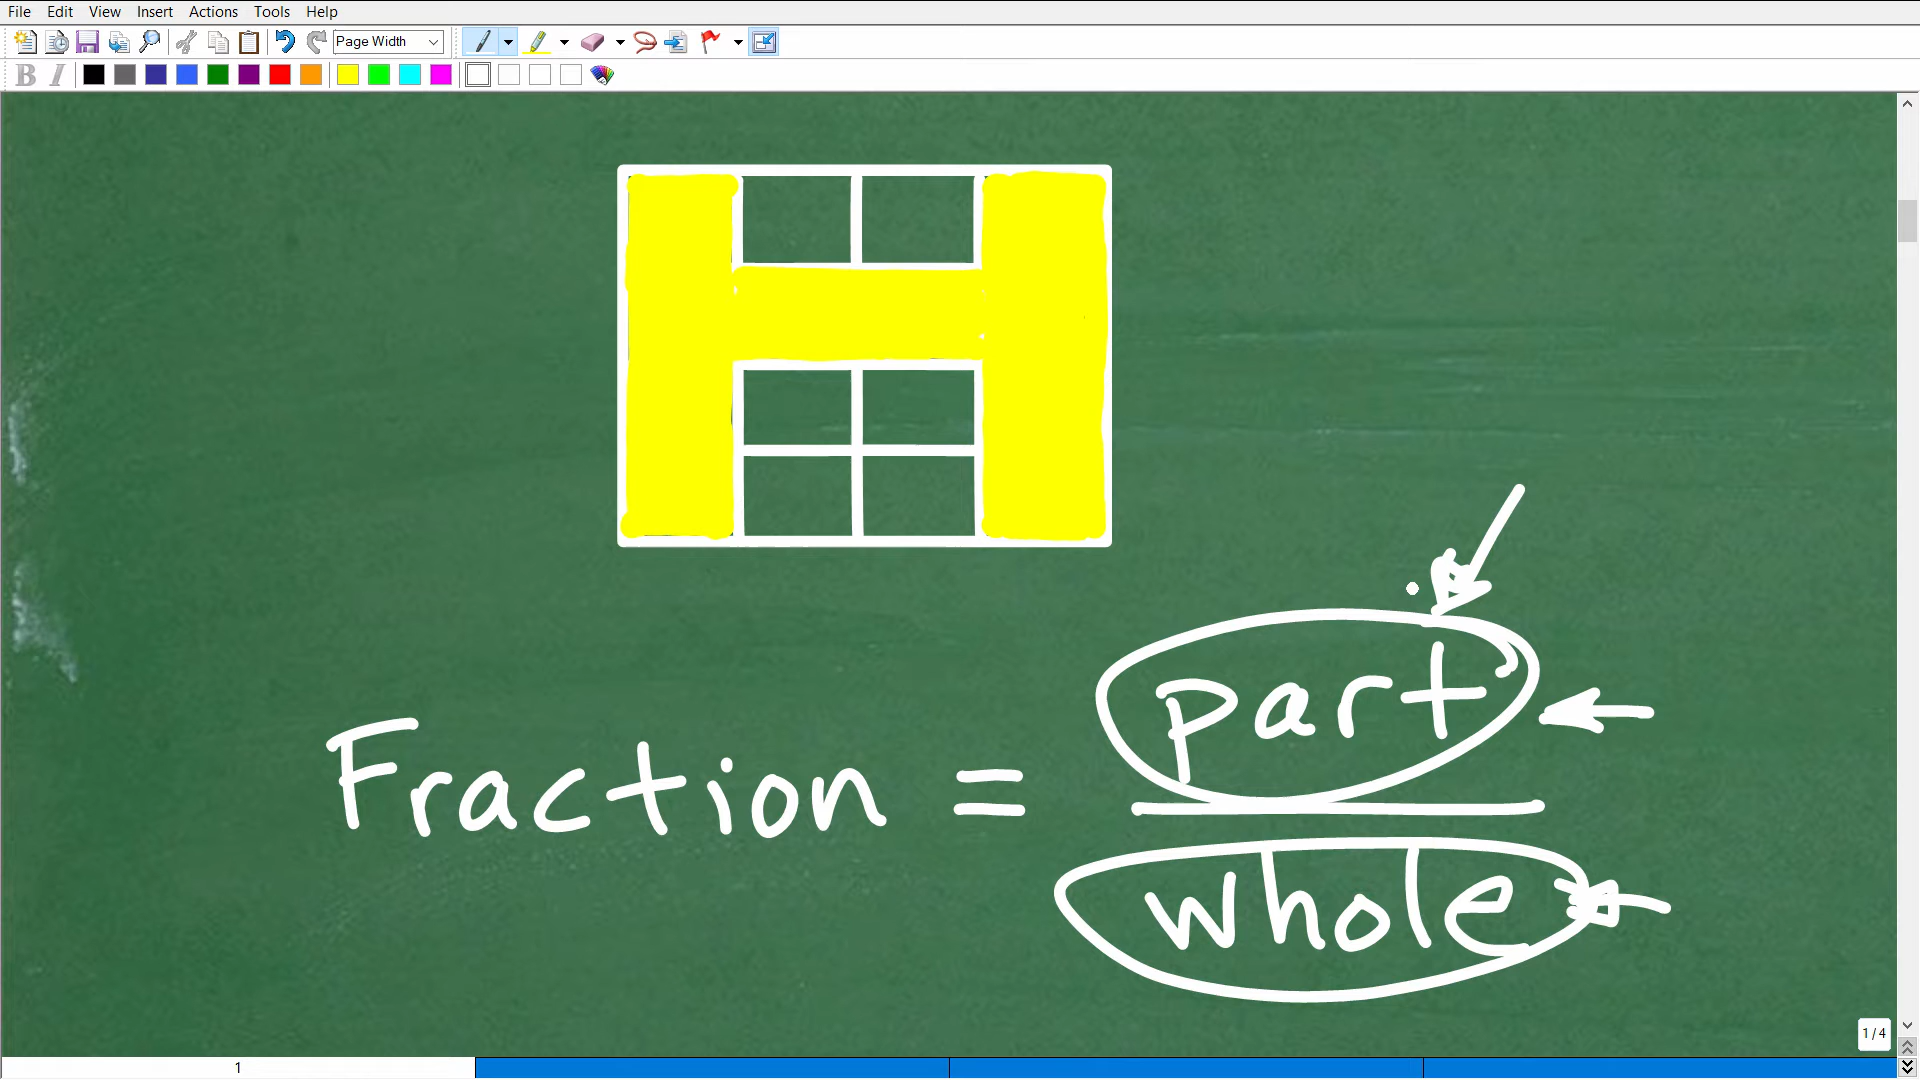 File Edit View Insert Actions Tools Help
Page Width
B I
Fraction = part
whole
1 / 4
1